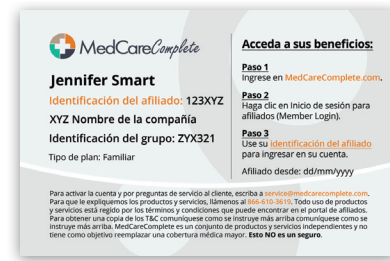 MedCareComplete
Jennifer Smart
Identificación del afiliado: 123XYZ
XYZ Nombre de la compañía
Identificación del grupo: ZYX321
Tipo de plan: Familiar
Acceda a sus beneficios:
Paso 1
Ingrese en MedCareComplete.com.
Paso 2
Haga clic en Inicio de sesión para
afiliados (Member Login).
Paso 3
Use su identificación del afiliado
para ingresar en su cuenta.
Afiliado desde: dd/mm/yyyy
Para activar la cuenta y por preguntas de servicio al cliente, escriba a service@medcarecomplete.com.
Para que le expliquemos los productos y servicios, llámenos al 866-610-3619. Todo uso de productos
y servicios está regido por los términos y condiciones que puede encontrar en el portal de afiliados.
Para obtener una copia de los T&C comuníquese como se instruye más arriba comuníquese como se
instruye más arriba. MedCareComplete es un conjunto de productos y servicios independientes y no
tiene como objetivo reemplazar una cobertura médica mayor. Esto NO es un seguro.